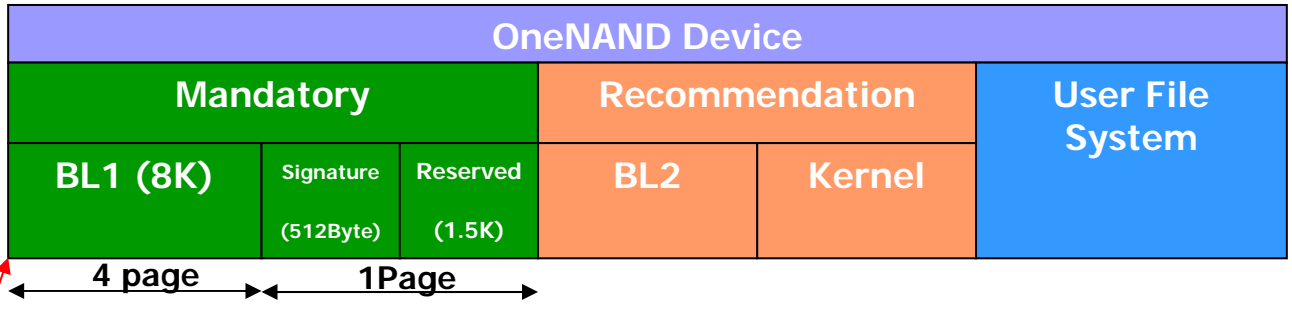 OneNAND Device
Mandatory
Recommendation
User File
System
BL1 (8K)
Signature
(512Byte)
Reserved
(1.5K)
BL2
Kernel
4 page
1Page